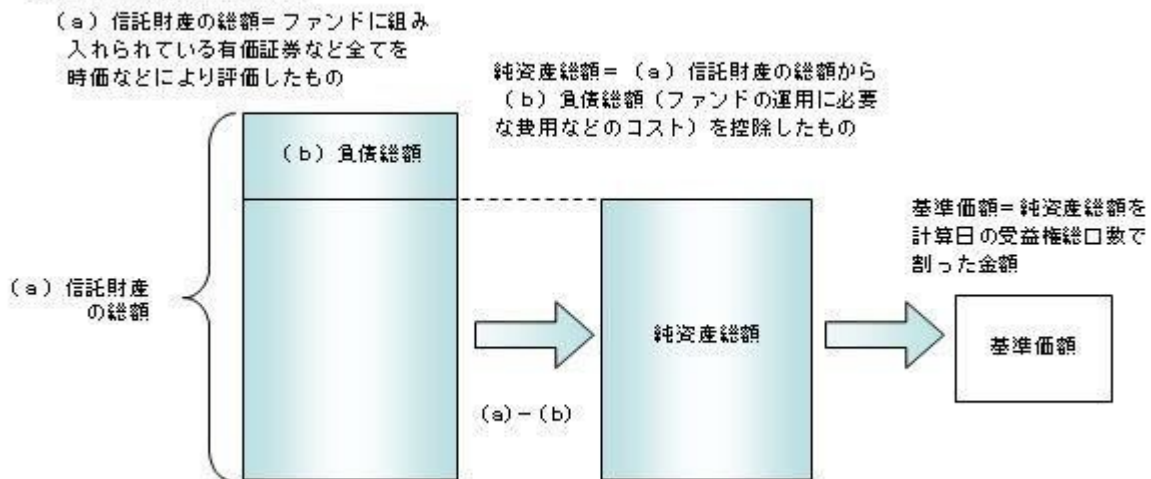 (a)信託財産の総額=ファンドに組み
入れられている有価証券など全てを
時価などにより評価したもの
純資産総額=(a)信託財産の総額から
(b)負債総額(ファンドの運用に必要
な費用などのコスト)を控除したもの
(b)負債総額
基準価額=純資産総額を
計算日の受益権総口数で
割った金額
(a)信託財産
の総額
純資産総額
基準価額
(a)-(b)